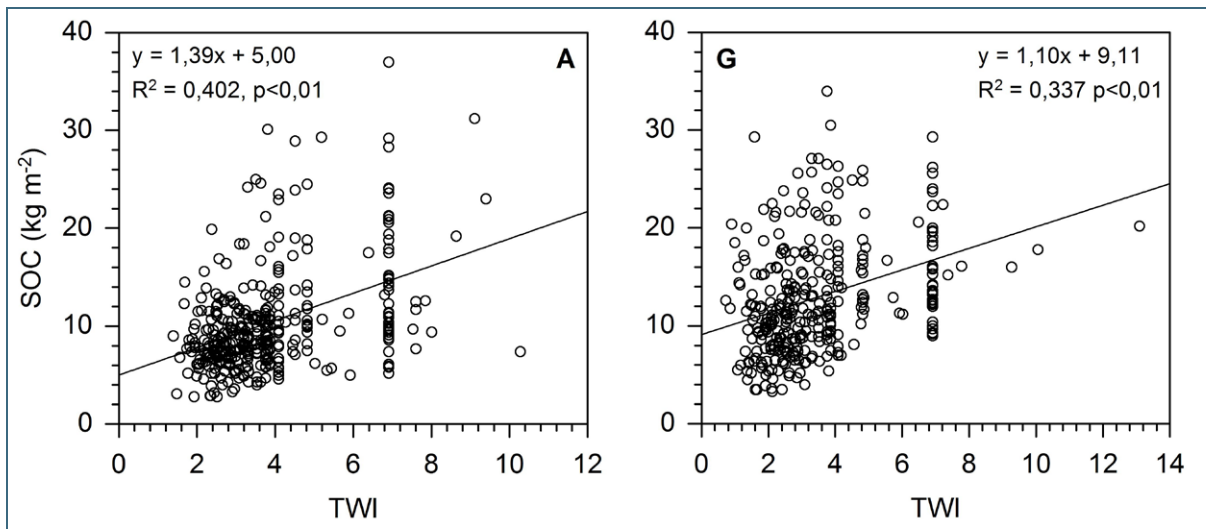 y = 1,39x + 5,00
R² = 0,402, p<0,01
A
SOC (kg m⁻²)
40
30
20
10
0
0 2 4 6 8 10 12
TWI
G
y = 1,10x + 9,11
R² = 0,337 p<0,01
40
30
20
10
0
0 2 4 6 8 10 12 14
TWI